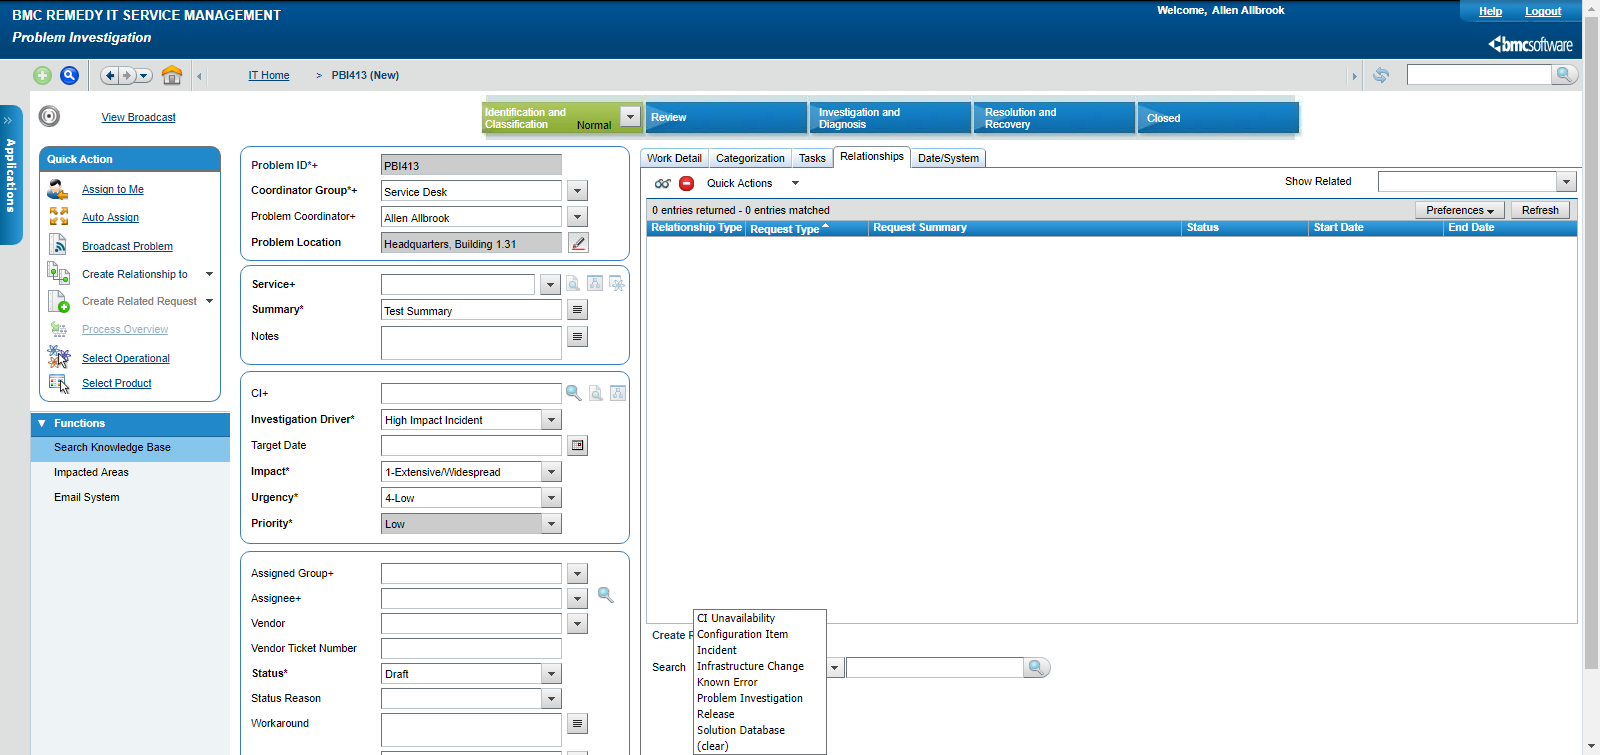 BMC REMEDY IT SERVICE MANAGEMENT
Welcome, Allen Allbrook
Help
Logout
Problem Investigation
bmcsoftware
IT Home > PBI413 (New)
Applications
View Broadcast
Identification and
Classification
Normal
Review
Investigation and
Diagnosis
Resolution and
Recovery
Closed
Quick Action
Assign to Me
Auto Assign
Broadcast Problem
Create Relationship to
Create Related Request
Process Overview
Select Operational
Select Product
Functions
Search Knowledge Base
Impacted Areas
Email System
Problem ID*+ PBI413
Coordinator Group*+ Service Desk
Problem Coordinator+ Allen Allbrook
Problem Location Headquarters, Building 1.31
Service+
Summary* Test Summary
Notes
CI+
Investigation Driver* High Impact Incident
Target Date
Impact* 1-Extensive/Widespread
Urgency* 4-Low
Priority* Low
Assigned Group+
Assignee+
Vendor
Vendor Ticket Number
Status* Draft
Status Reason
Workaround
Work Detail Categorization Tasks Relationships Date/System
Quick Actions
Show Related
0 entries returned - 0 entries matched
Preferences
Refresh
Relationship Type Request Type Request Summary Status Start Date End Date
Create R
Search
CI Unavailability
Configuration Item
Incident
Infrastructure Change
Known Error
Problem Investigation
Release
Solution Database
(clear)